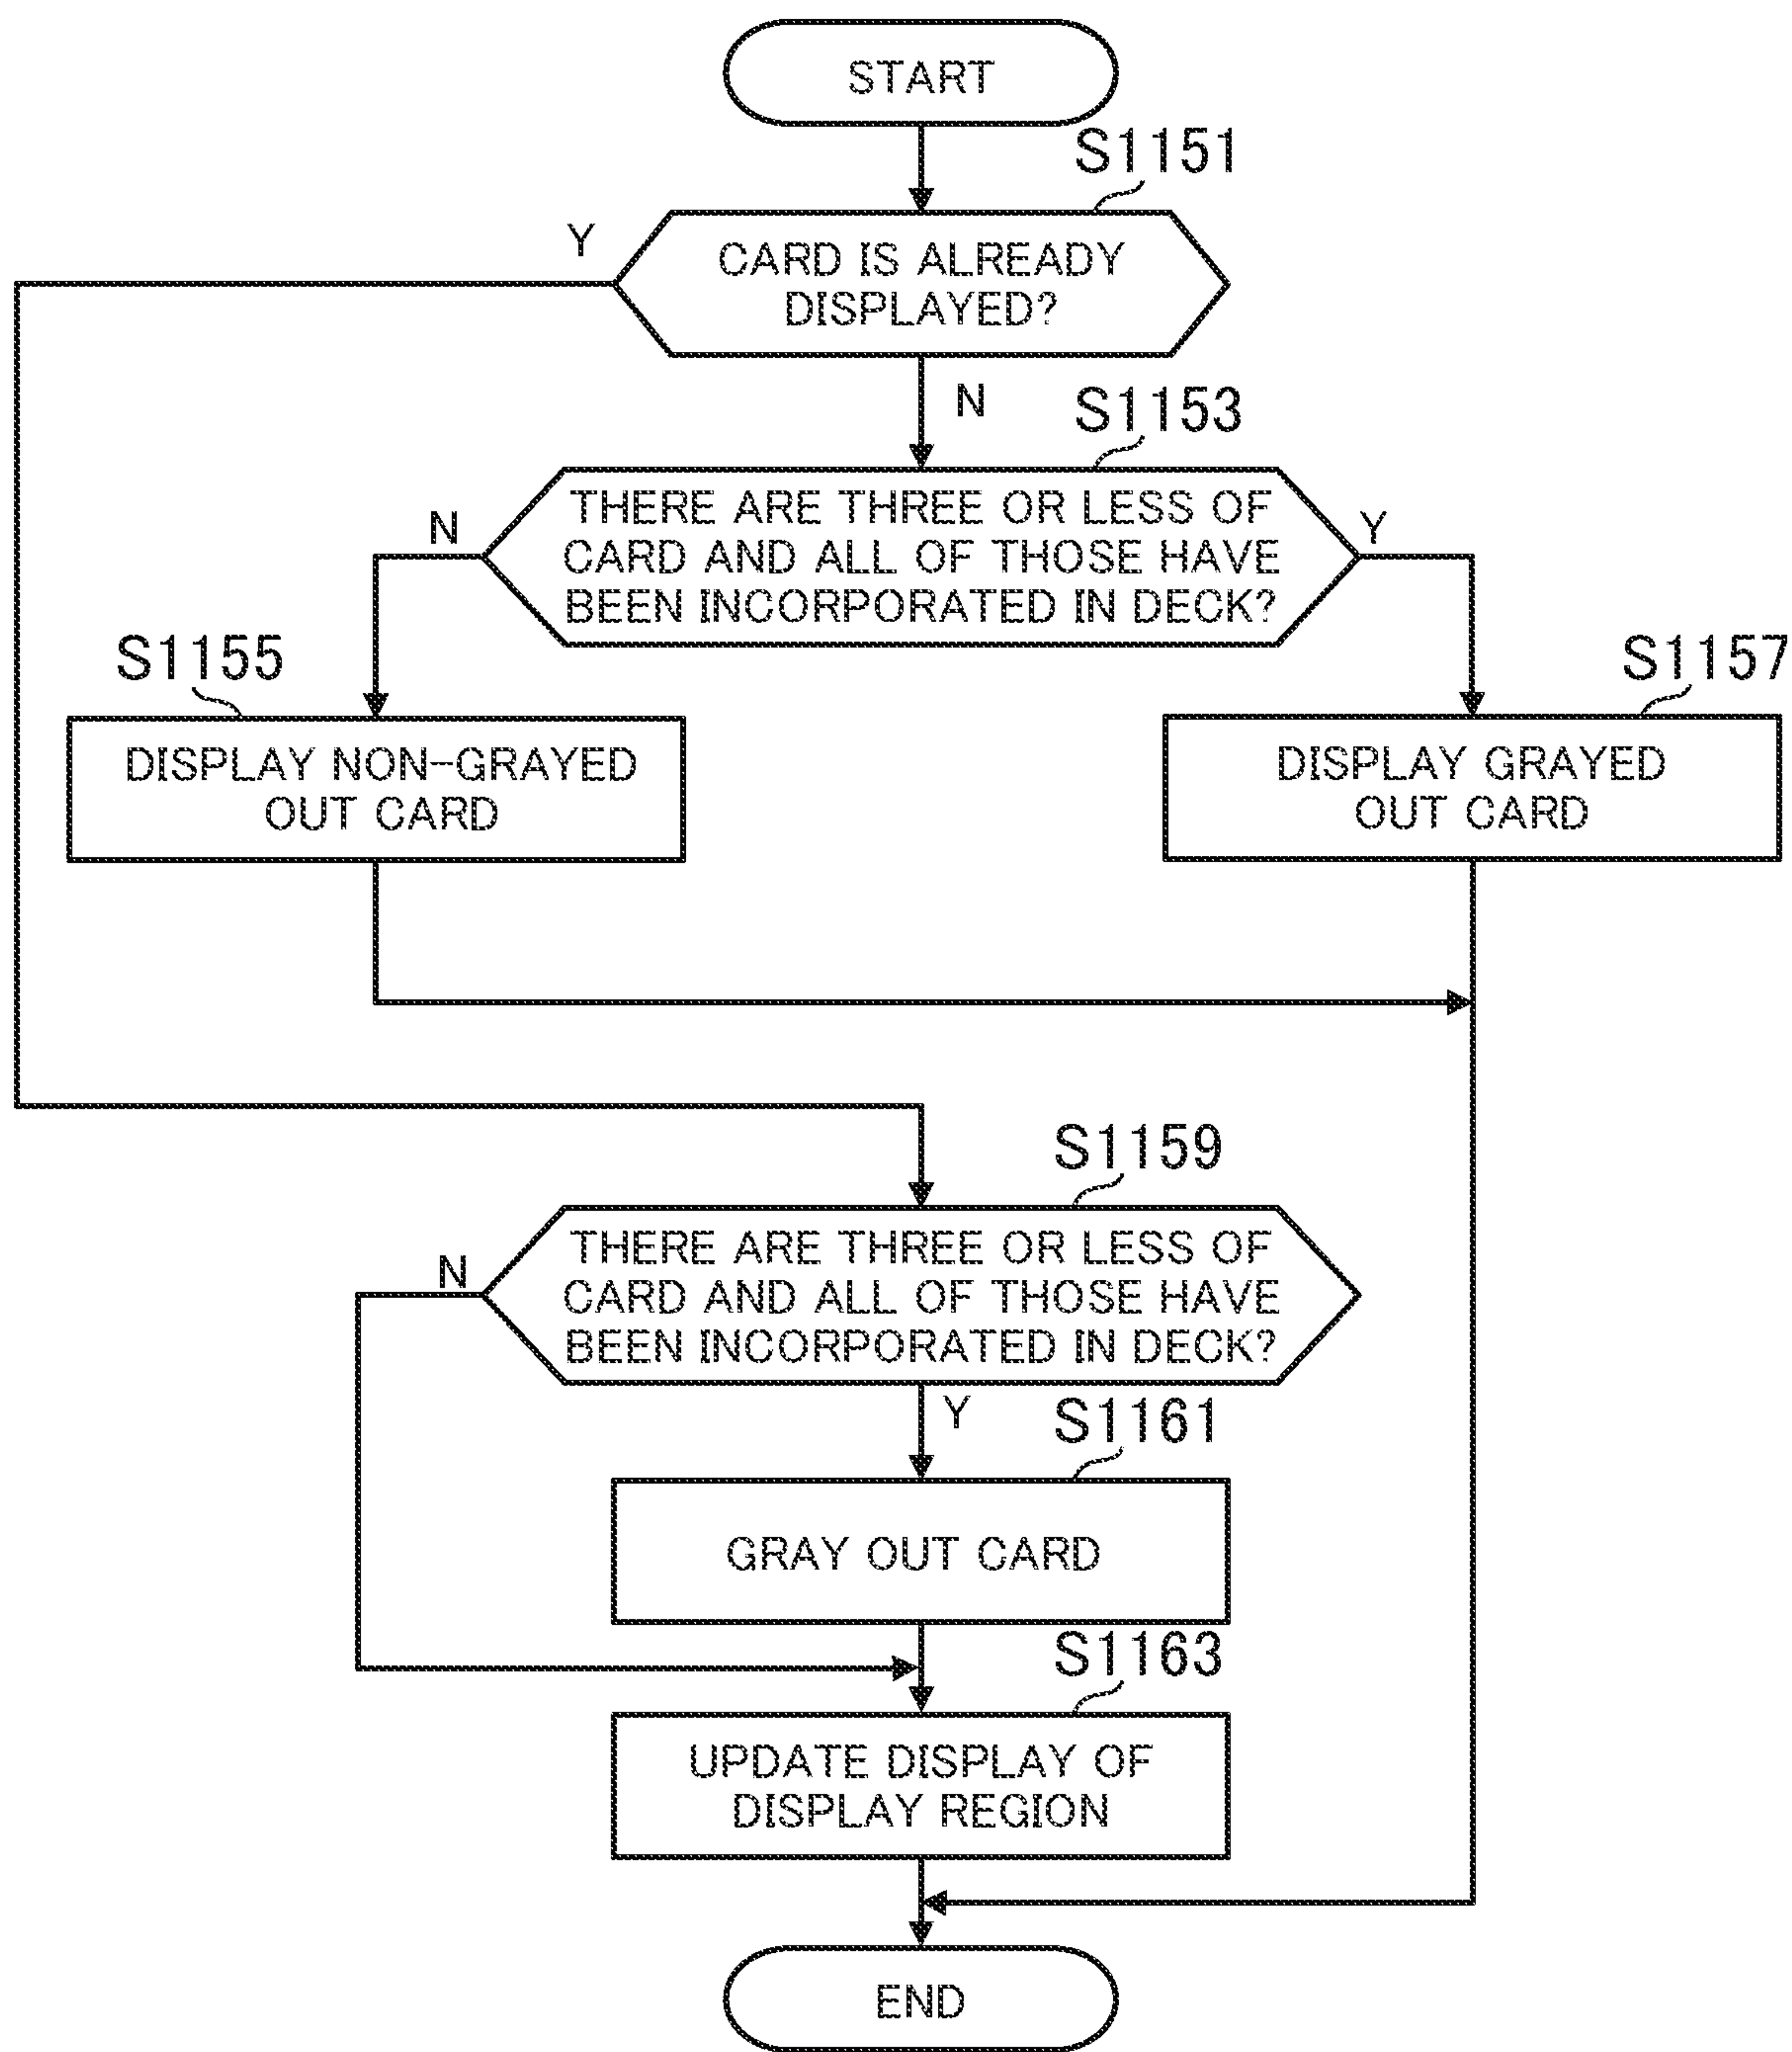 START
S1151
Y
CARD IS ALREADY
DISPLAYED?
N
S1153
N
THERE ARE THREE OR LESS OF
CARD AND ALL OF THOSE HAVE
BEEN INCORPORATED IN DECK?
Y
S1155
S1157
DISPLAY NON-GRAYED
OUT CARD
DISPLAY GRAYED
OUT CARD
S1159
N
THERE ARE THREE OR LESS OF
CARD AND ALL OF THOSE HAVE
BEEN INCORPORATED IN DECK?
Y
S1161
GRAY OUT CARD
S1163
UPDATE DISPLAY OF
DISPLAY REGION
END